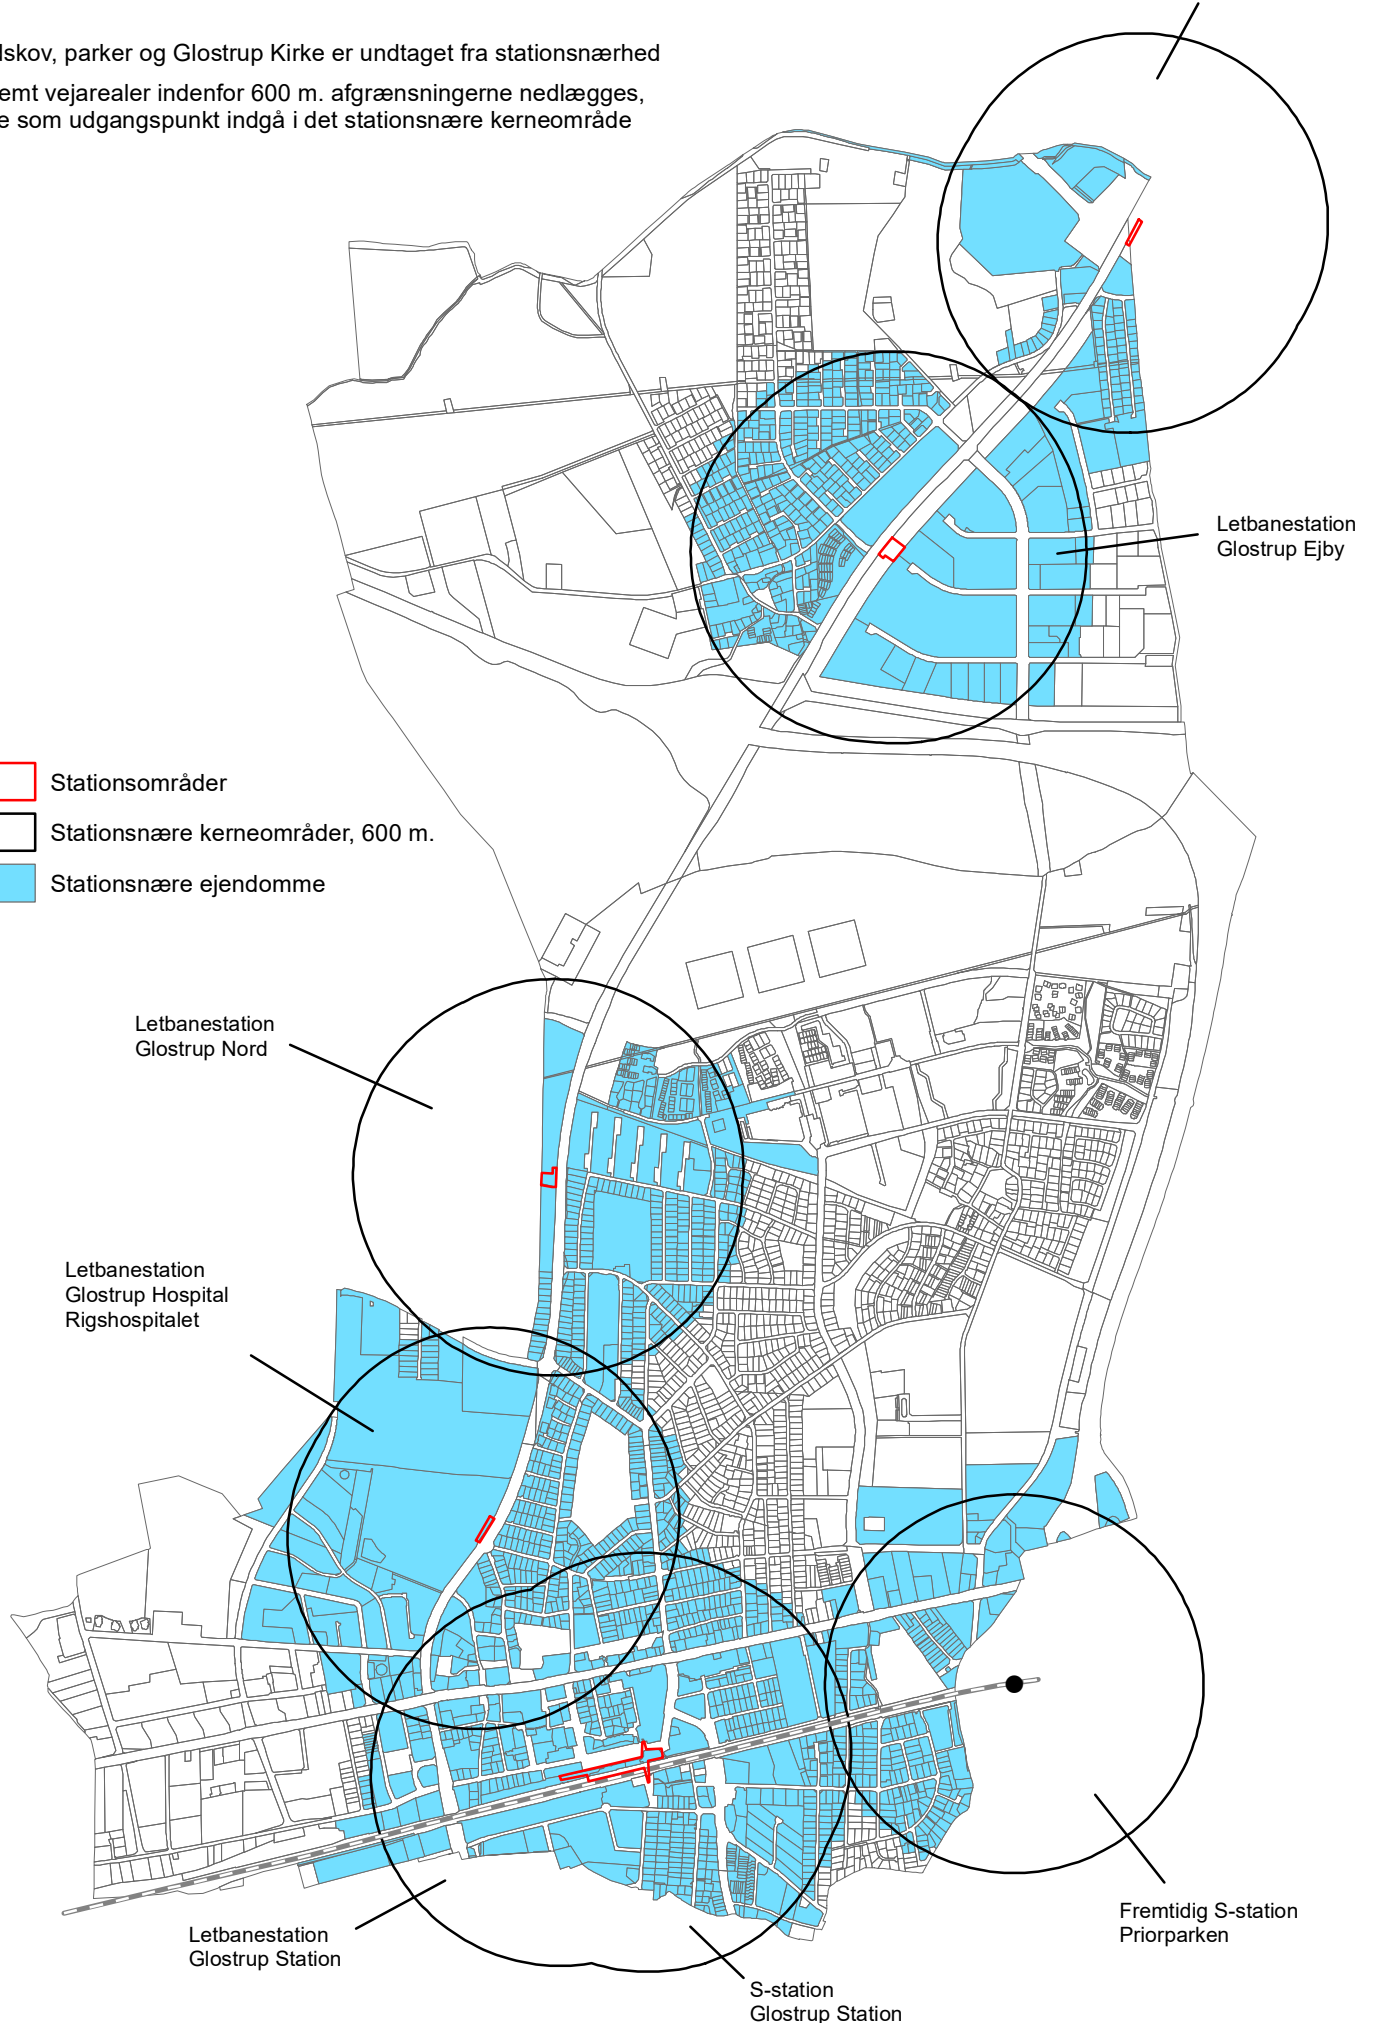 parker og Glostrup Kirke er undtaget fra stationsnærhed
vejarealer indenfor 600 m. afgrænsningerne nedlægges,
som udgangspunkt indgå i det stationsnære kerneområde
Letbanestation
Glostrup Ejby
Stationsområder
Stationsnære kerneområder, 600 m.
Stationsnære ejendomme
Letbanestation
Glostrup Nord
Letbanestation
Glostrup Hospital
Rigshospitalet
Fremtidig S-station
Priorparken
Letbanestation
Glostrup Station
S-station
Glostrup Station